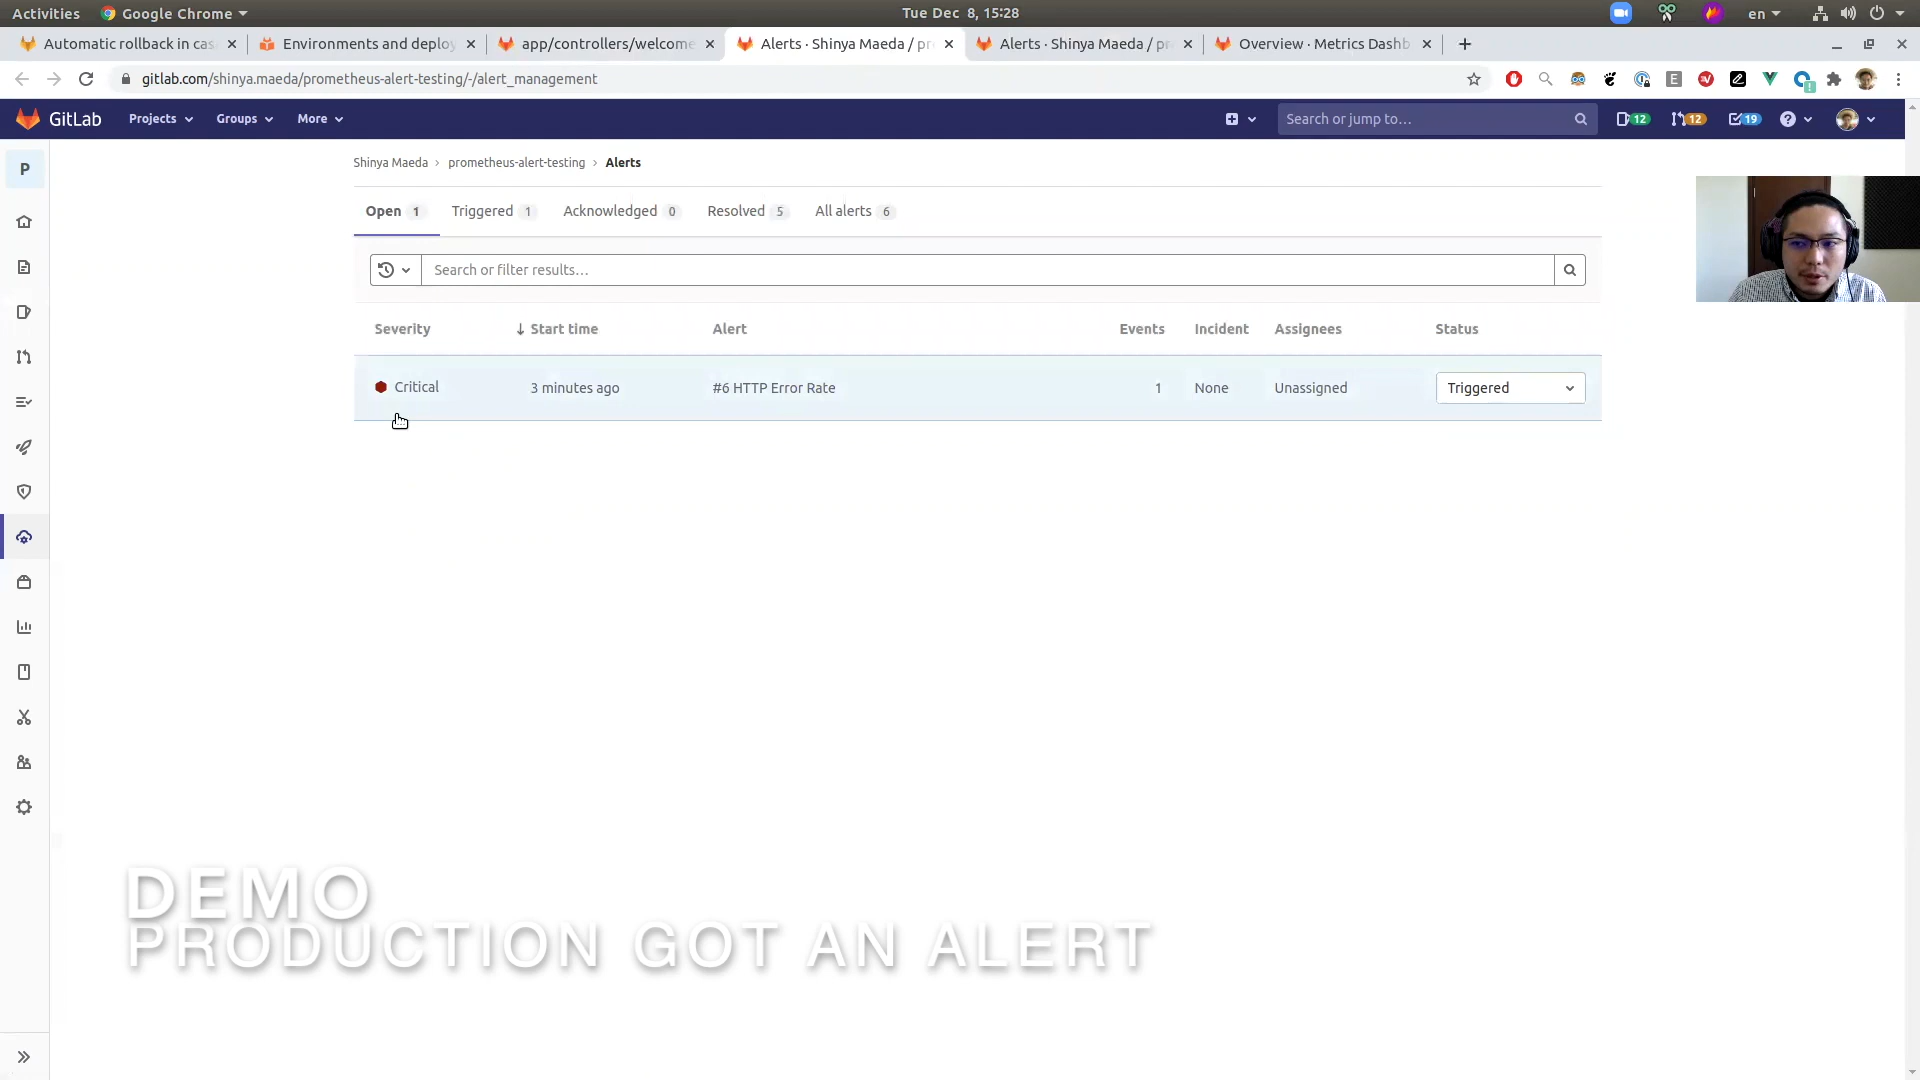 Activities
Google Chrome
Tue Dec 8, 15:28
en
Automatic rollback in cas
Environments and deploy
app/controllers/welcome
Alerts · Shinya Maeda / pr
Alerts · Shinya Maeda / pr
Overview · Metrics Dashb
gitlab.com/shinya.maeda/prometheus-alert-testing/-/alert_management
GitLab
Projects
Groups
More
Search or jump to...
12
12
19
P
Shinya Maeda › prometheus-alert-testing › Alerts
Open 1
Triggered 1
Acknowledged 0
Resolved 5
All alerts 6
Search or filter results...
Severity
Start time
Alert
Events
Incident
Assignees
Status
Critical
3 minutes ago
#6 HTTP Error Rate
1
None
Unassigned
Triggered
DEMO
PRODUCTION GOT AN ALERT